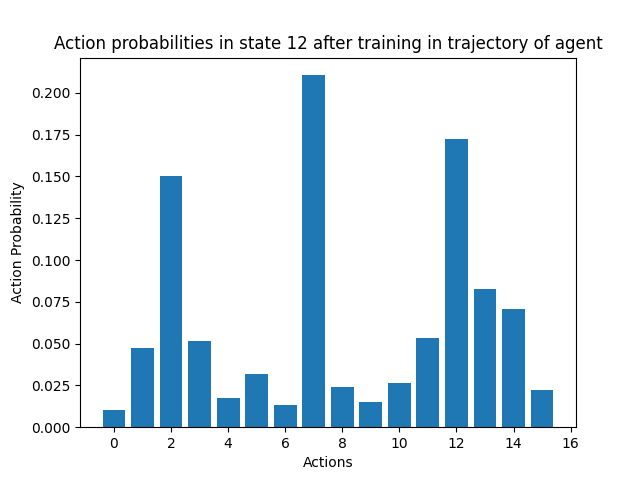 Action probabilities in state 12 after training in trajectory of agent
0.200
0.175
0.150
0.125
0.100
0.075
0.050
0.025
0.000
Action Probability
0 2 4 6 8 10 12 14 16
Actions